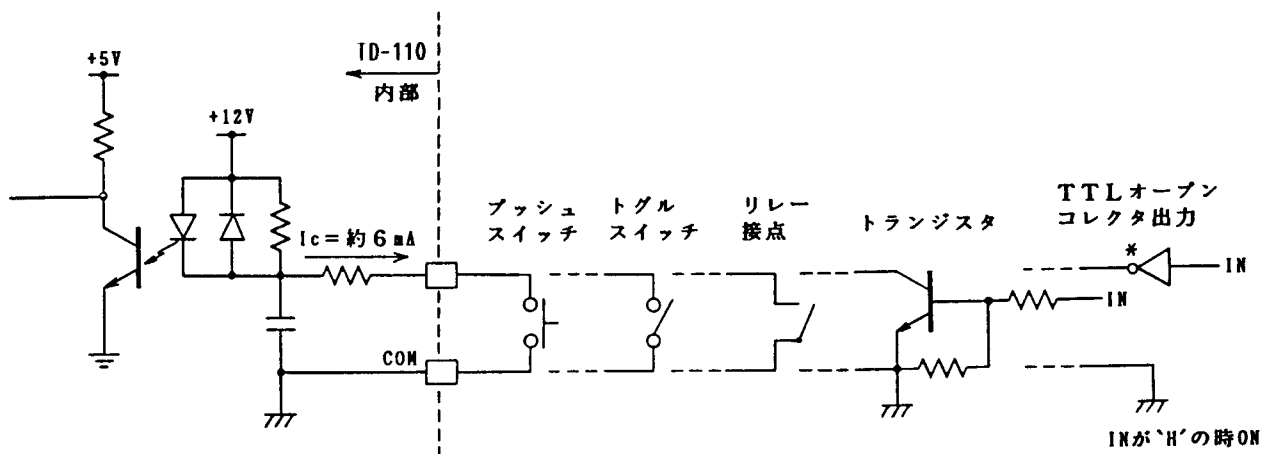 TD-110
内部
+5V
+12V
Ic=約6mA
COM
プッシュ
スイッチ
トグル
スイッチ
リレー
接点
トランジスタ
TTLオープン
コレクタ出力
*
IN
IN
INが`H'の時ON